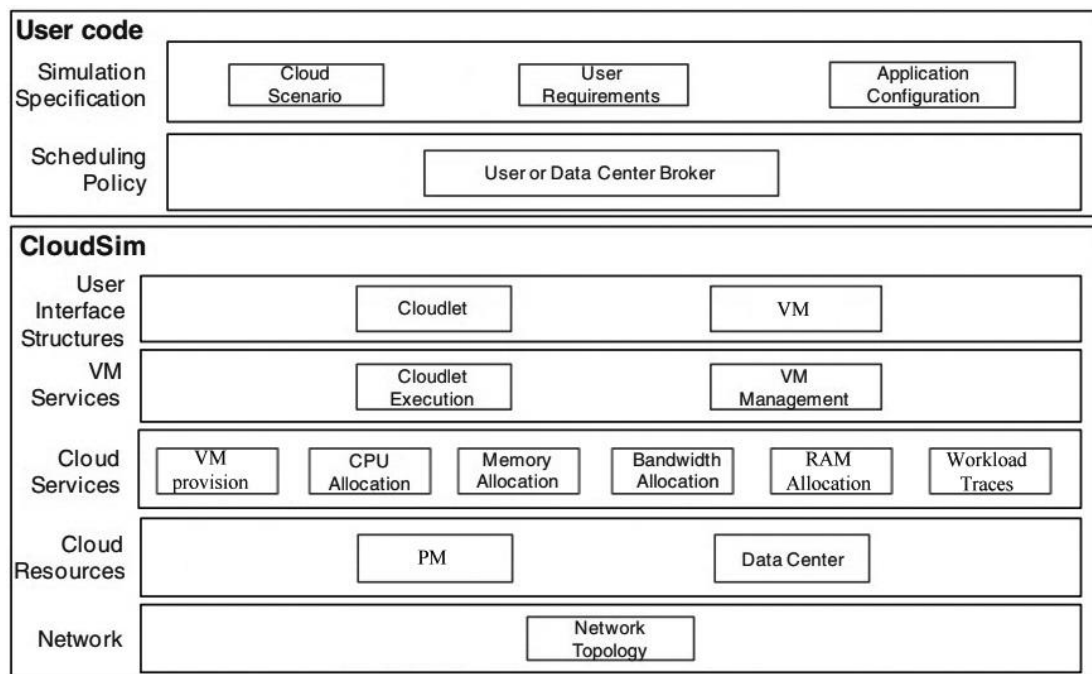 User code
Simulation
Specification
Cloud
Scenario
User
Requirements
Application
Configuration
Scheduling
Policy
User or Data Center Broker
CloudSim
User
Interface
Structures
Cloudlet
VM
VM
Services
Cloudlet
Execution
VM
Management
Cloud
Services
VM
provision
CPU
Allocation
Memory
Allocation
Bandwidth
Allocation
RAM
Allocation
Workload
Traces
Cloud
Resources
PM
Data Center
Network
Network
Topology